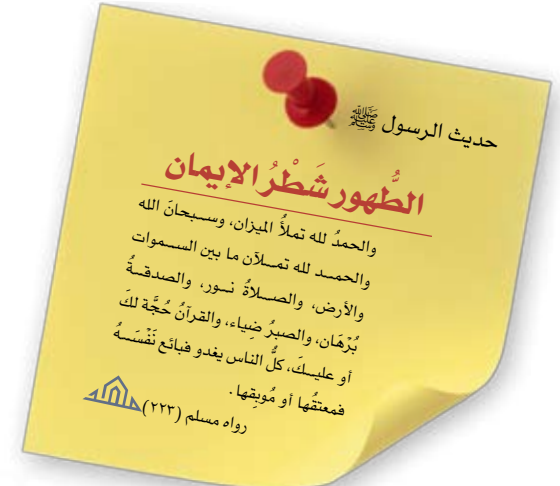 حديث الرسول ﷺ
الطُّهور شَطْرُ الإيمان
والحمدُ لله تملأُ الميزان، وسبحانَ الله
والحمد لله تملآن ما بين السموات
والأرض، والصلاةُ نور، والصدقةُ
بُرْهَان، والصبرُ ضِياء، والقرآنُ حُجَّة لكَ
أو عليكَ، كلُّ الناس يغدو فبائع نَفْسَهُ
فمعتقُها أو مُوبِقها.
رواه مسلم (٢٢٣)